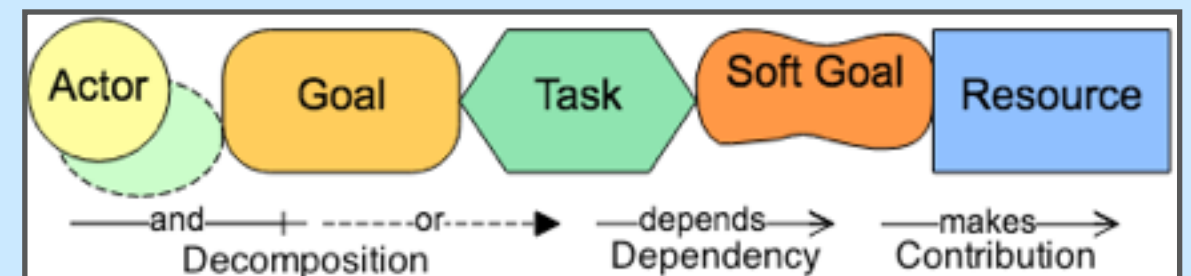 Actor Goal Task Soft Goal Resource
and or depends makes
Decomposition Dependency Contribution